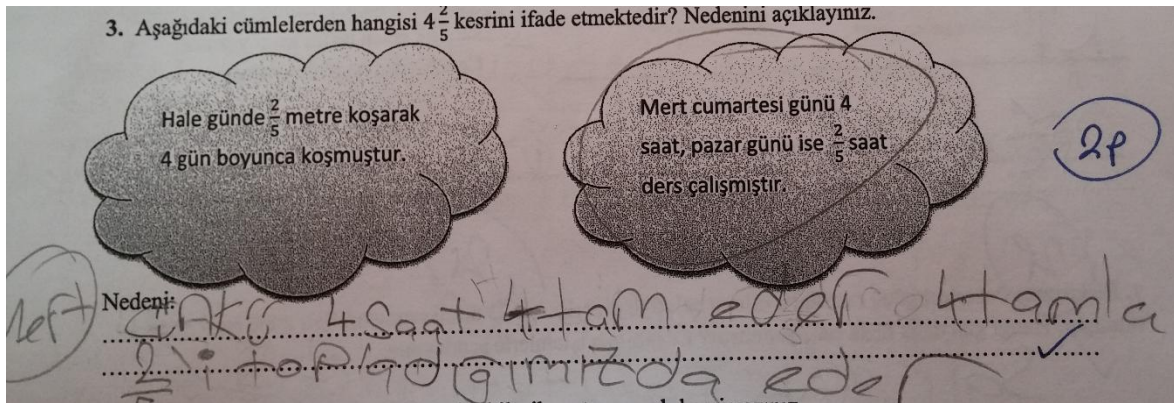 3. Aşağıdaki cümlelerden hangisi 4 2/5 kesrini ifade etmektedir? Nedenini açıklayınız.
Hale günde 2/5 metre koşarak
4 gün boyunca koşmuştur.
Mert cumartesi günü 4
saat, pazar günü ise 2/5 saat
ders çalışmıştır.
2p
Mert
Nedeni: çünkü 4 saat 4 tam eder 4 tamla
2/5 i topladığımızda eder